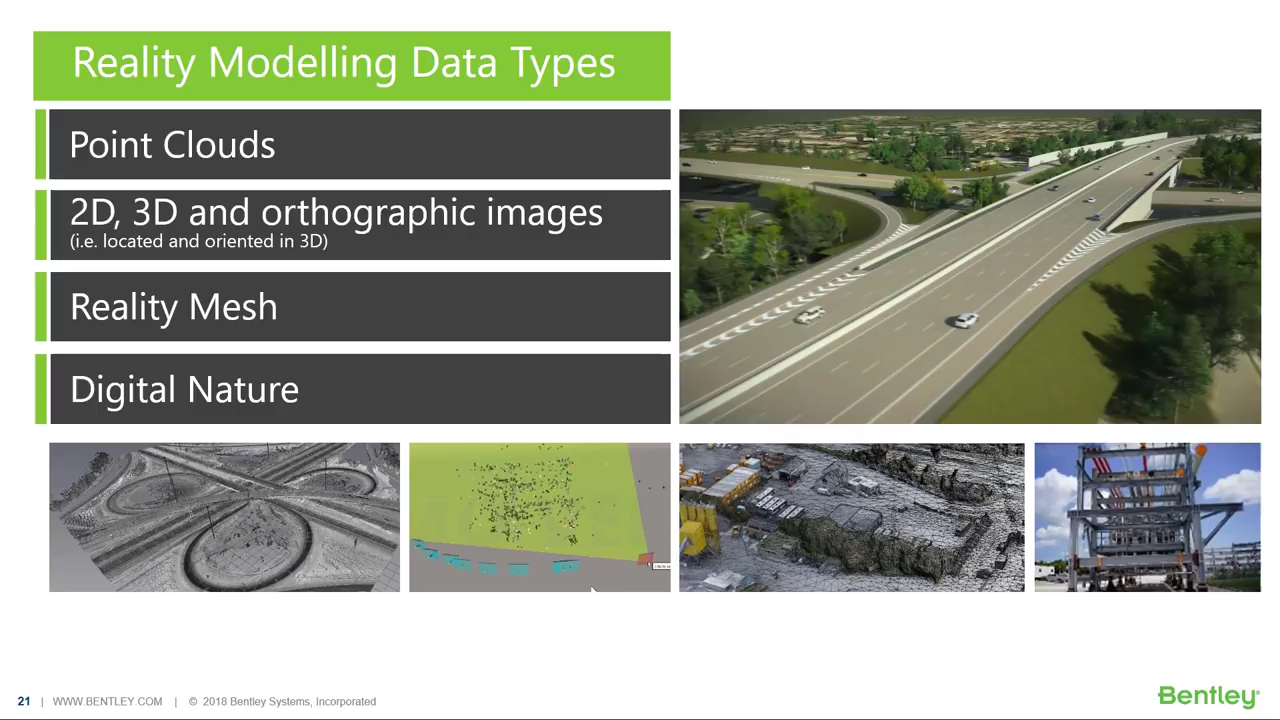 Reality Modelling Data Types
Point Clouds
2D, 3D and orthographic images
(i.e. located and oriented in 3D)
Reality Mesh
Digital Nature
21 | WWW.BENTLEY.COM | © 2018 Bentley Systems, Incorporated
Bentley®